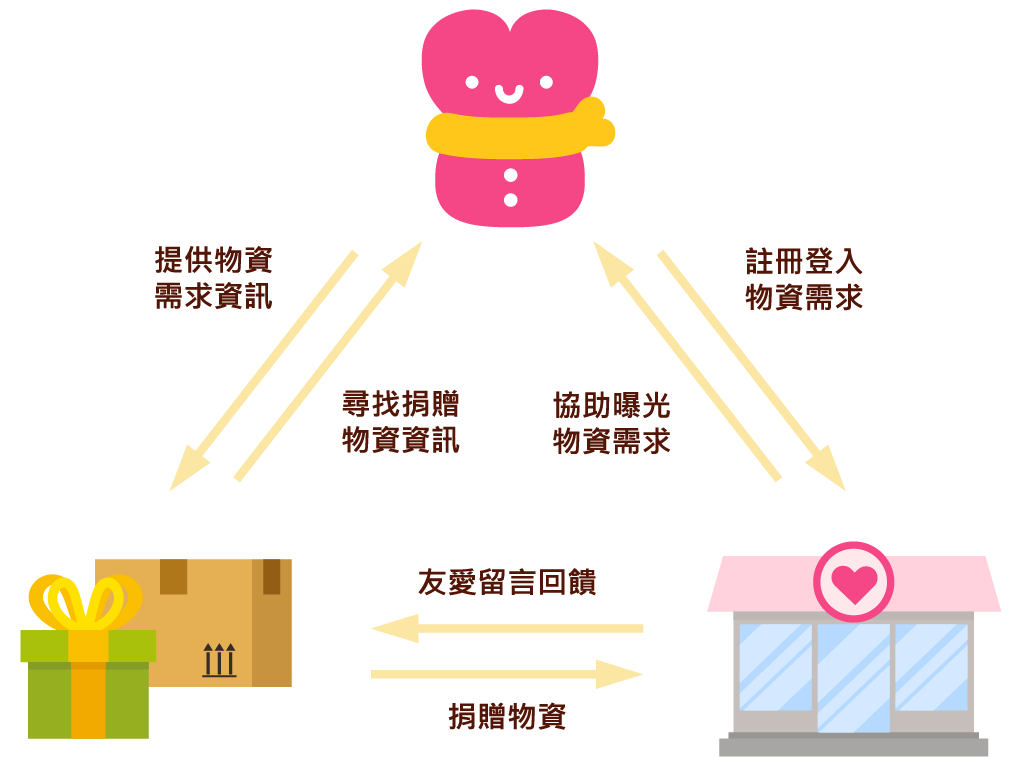 提供物資
需求資訊
註冊登入
物資需求
尋找捐贈
物資資訊
協助曝光
物資需求
友愛留言回饋
捐贈物資